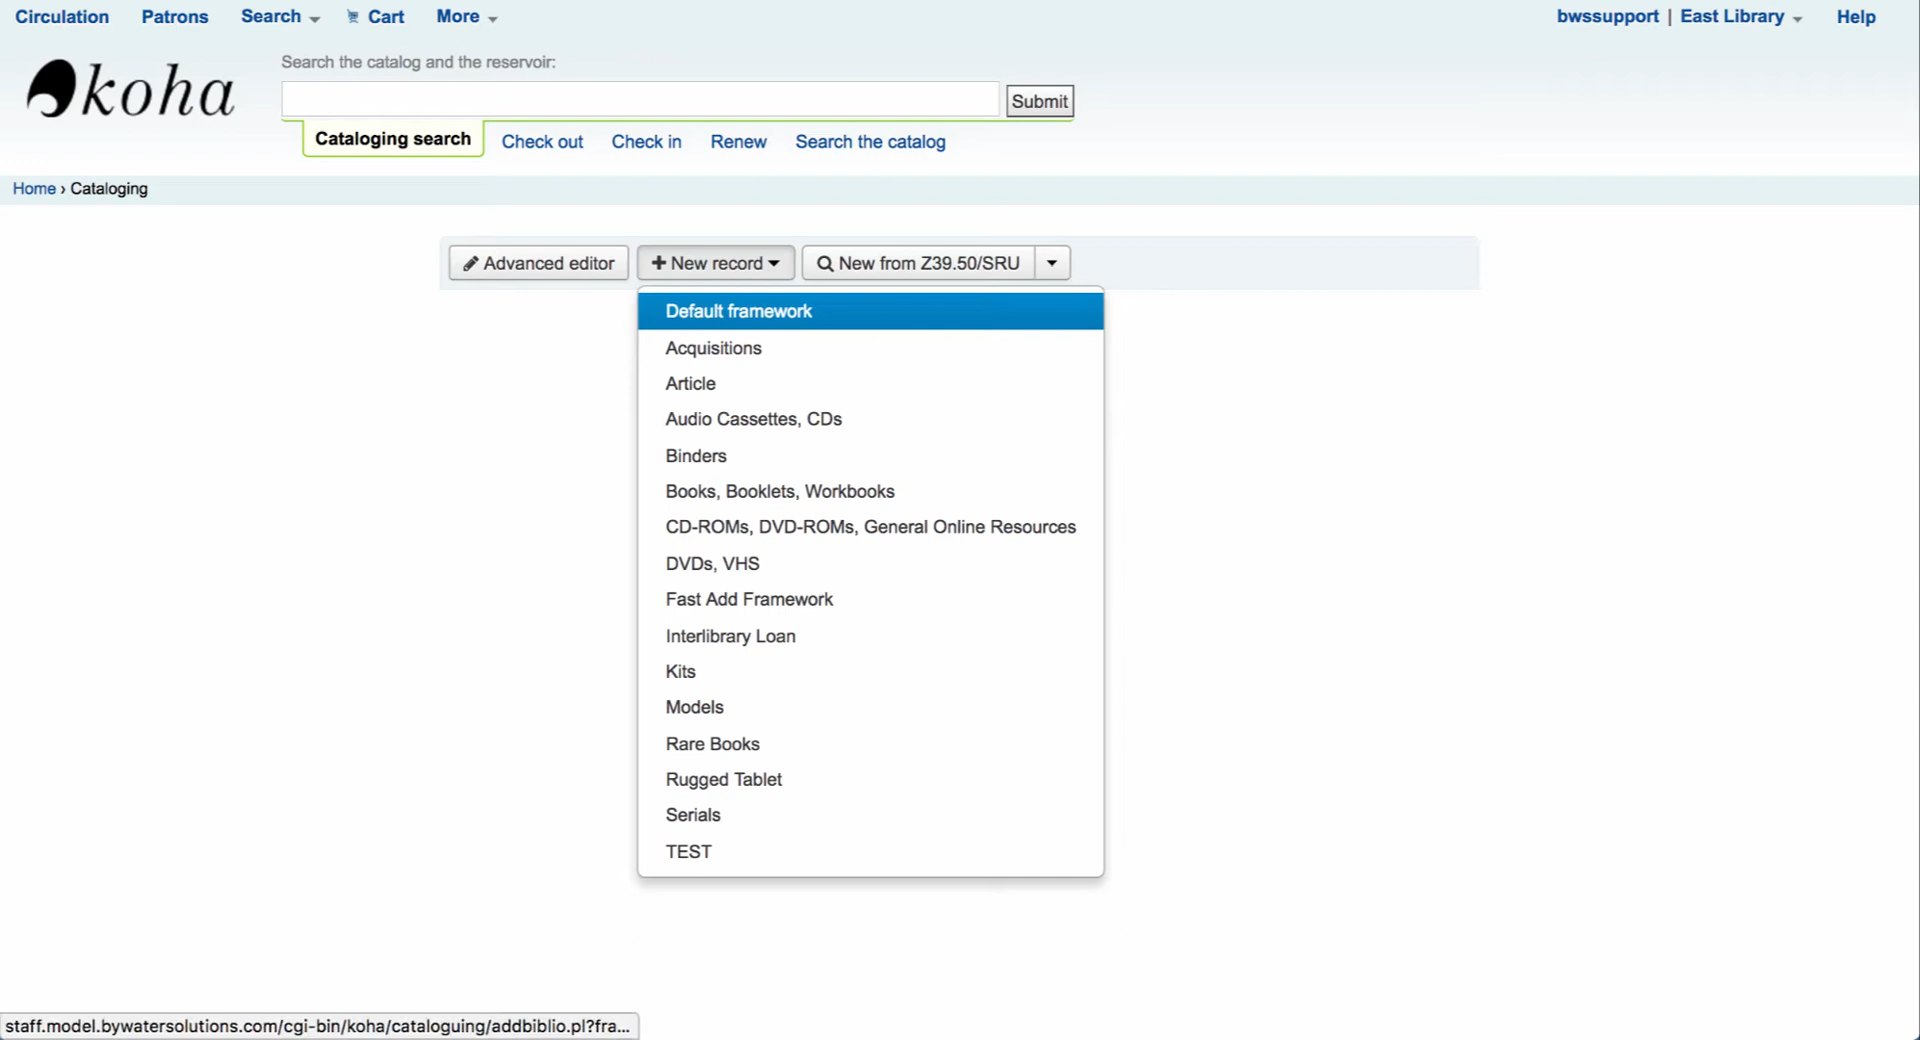 Circulation Patrons Search Cart More bwssupport | East Library Help
koha
Search the catalog and the reservoir:
Submit
Cataloging search Check out Check in Renew Search the catalog
Home › Cataloging
Advanced editor New record New from Z39.50/SRU
Default framework
Acquisitions
Article
Audio Cassettes, CDs
Binders
Books, Booklets, Workbooks
CD-ROMs, DVD-ROMs, General Online Resources
DVDs, VHS
Fast Add Framework
Interlibrary Loan
Kits
Models
Rare Books
Rugged Tablet
Serials
TEST
staff.model.bywatersolutions.com/cgi-bin/koha/cataloguing/addbiblio.pl?fra...